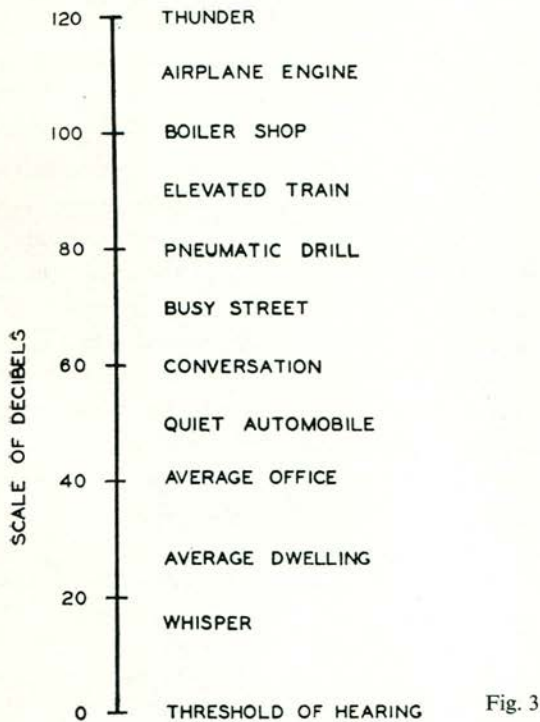 120 THUNDER
AIRPLANE ENGINE
100 BOILER SHOP
ELEVATED TRAIN
80 PNEUMATIC DRILL
BUSY STREET
60 CONVERSATION
QUIET AUTOMOBILE
40 AVERAGE OFFICE
AVERAGE DWELLING
20
WHISPER
0 THRESHOLD OF HEARING
SCALE OF DECIBELS
Fig. 3